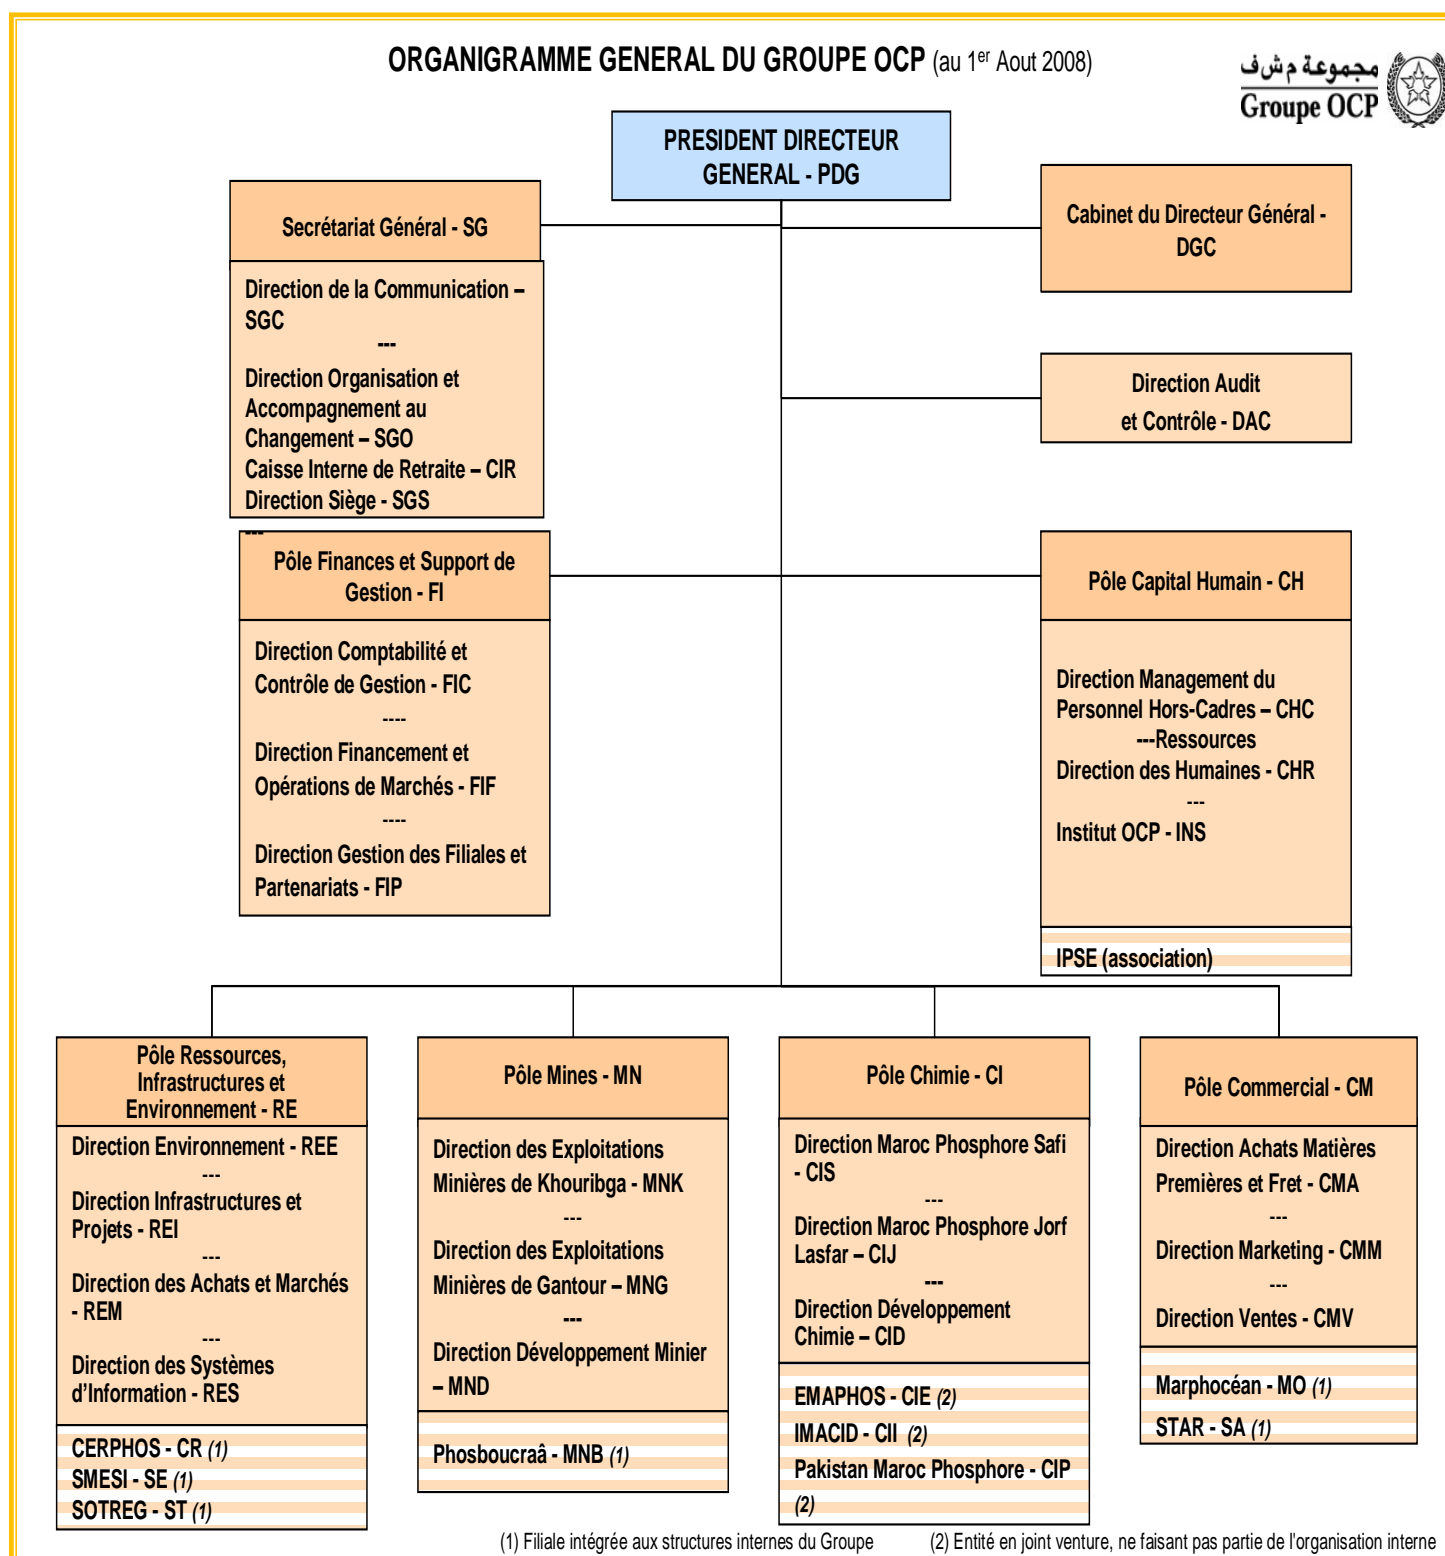 ORGANIGRAMME GENERAL DU GROUPE OCP (au 1er Aout 2008)
مجموعة م ش ف
Groupe OCP
PRESIDENT DIRECTEUR
GENERAL - PDG
Secrétariat Général - SG
Direction de la Communication –
SGC
---
Direction Organisation et
Accompagnement au
Changement – SGO
Caisse Interne de Retraite – CIR
Direction Siège - SGS
---
Cabinet du Directeur Général -
DGC
Direction Audit
et Contrôle - DAC
Pôle Finances et Support de
Gestion - FI
Direction Comptabilité et
Contrôle de Gestion - FIC
----
Direction Financement et
Opérations de Marchés - FIF
----
Direction Gestion des Filiales et
Partenariats - FIP
Pôle Capital Humain - CH
Direction Management du
Personnel Hors-Cadres – CHC
---Ressources
Direction des Humaines - CHR
---
Institut OCP - INS
IPSE (association)
Pôle Ressources,
Infrastructures et
Environnement - RE
Direction Environnement - REE
---
Direction Infrastructures et
Projets - REI
---
Direction des Achats et Marchés
- REM
---
Direction des Systèmes
d'Information - RES
CERPHOS - CR (1)
SMESI - SE (1)
SOTREG - ST (1)
Pôle Mines - MN
Direction des Exploitations
Minières de Khouribga - MNK
---
Direction des Exploitations
Minières de Gantour – MNG
---
Direction Développement Minier
– MND
Phosboucraâ - MNB (1)
Pôle Chimie - CI
Direction Maroc Phosphore Safi
- CIS
---
Direction Maroc Phosphore Jorf
Lasfar – CIJ
---
Direction Développement
Chimie – CID
EMAPHOS - CIE (2)
IMACID - CII (2)
Pakistan Maroc Phosphore - CIP
(2)
Pôle Commercial - CM
Direction Achats Matières
Premières et Fret - CMA
---
Direction Marketing - CMM
---
Direction Ventes - CMV
Marphocéan - MO (1)
STAR - SA (1)
(1) Filiale intégrée aux structures internes du Groupe (2) Entité en joint venture, ne faisant pas partie de l'organisation interne